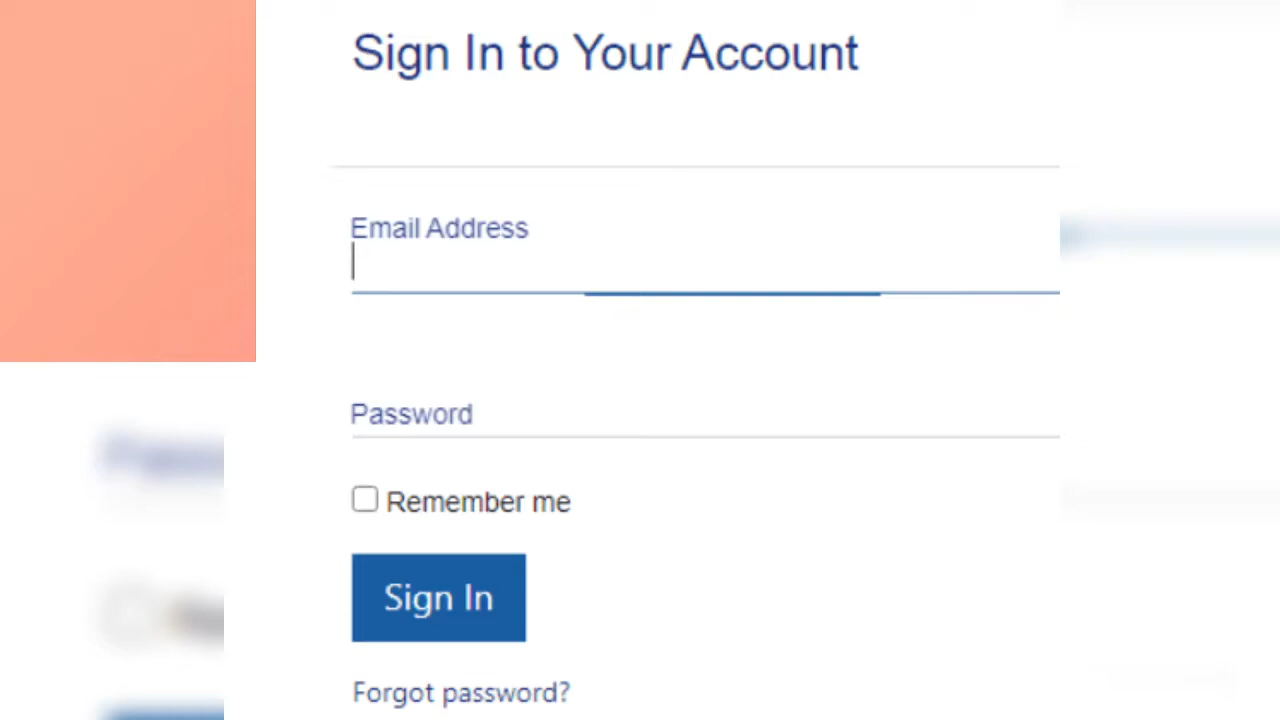 Sign In to Your Account
Email Address
Password
Remember me
Sign In
Forgot password?